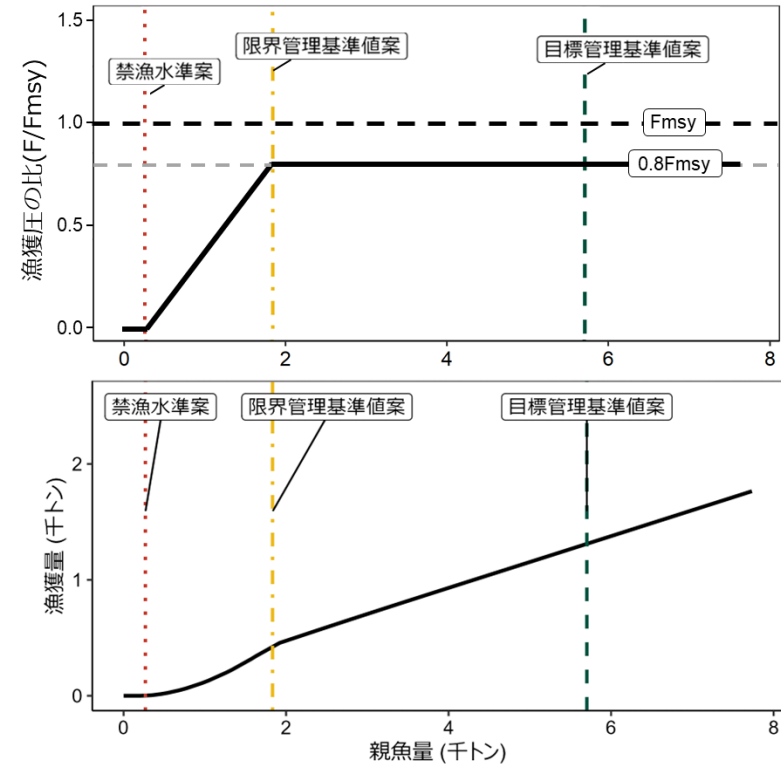 漁獲圧の比(F/Fmsy)
1.5
1.0
0.5
0.0
禁漁水準案
限界管理基準値案
目標管理基準値案
Fmsy
0.8Fmsy
0 2 4 6 8
漁獲量 (千トン)
2
1
0
禁漁水準案
限界管理基準値案
目標管理基準値案
0 2 4 6 8
親魚量 (千トン)